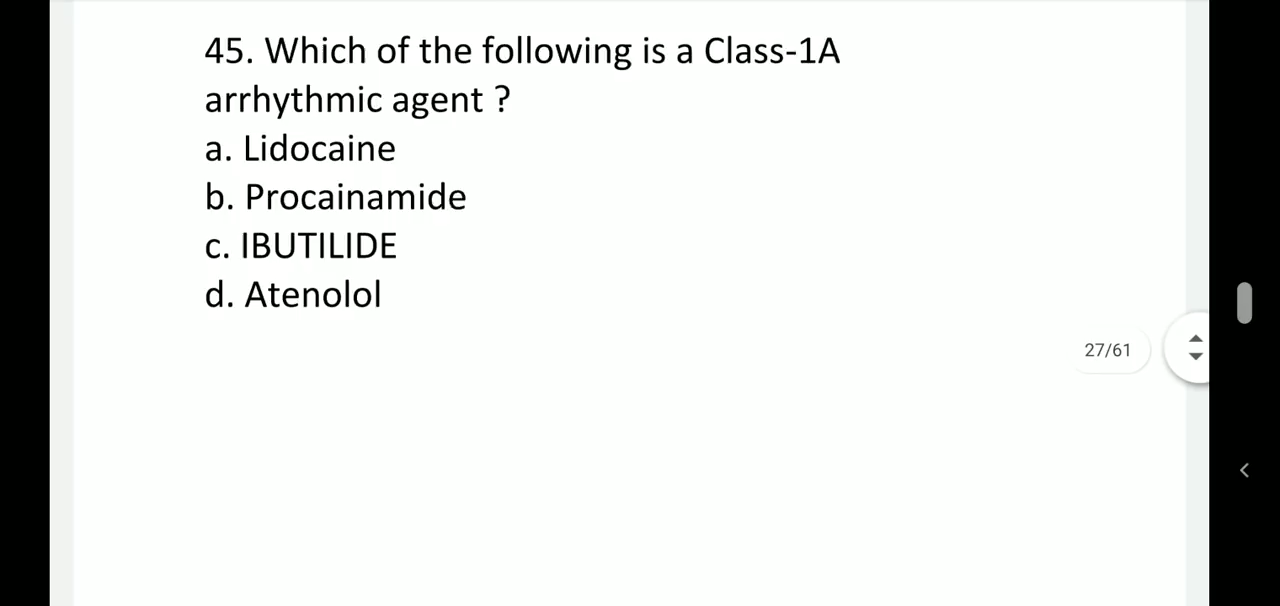 45. Which of the following is a Class-1A
arrhythmic agent ?
a. Lidocaine
b. Procainamide
c. IBUTILIDE
d. Atenolol
27/61